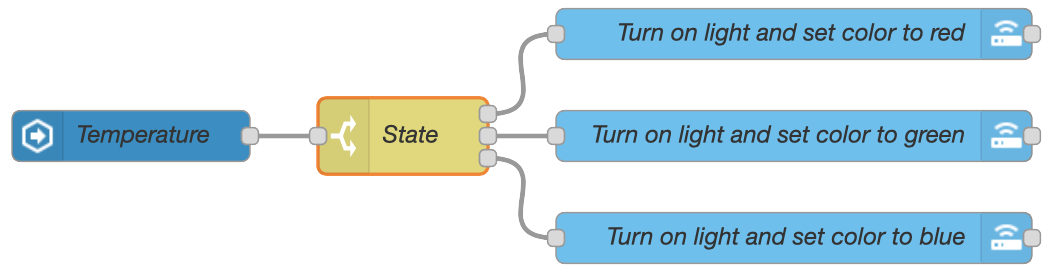 Temperature
State
Turn on light and set color to red
Turn on light and set color to green
Turn on light and set color to blue